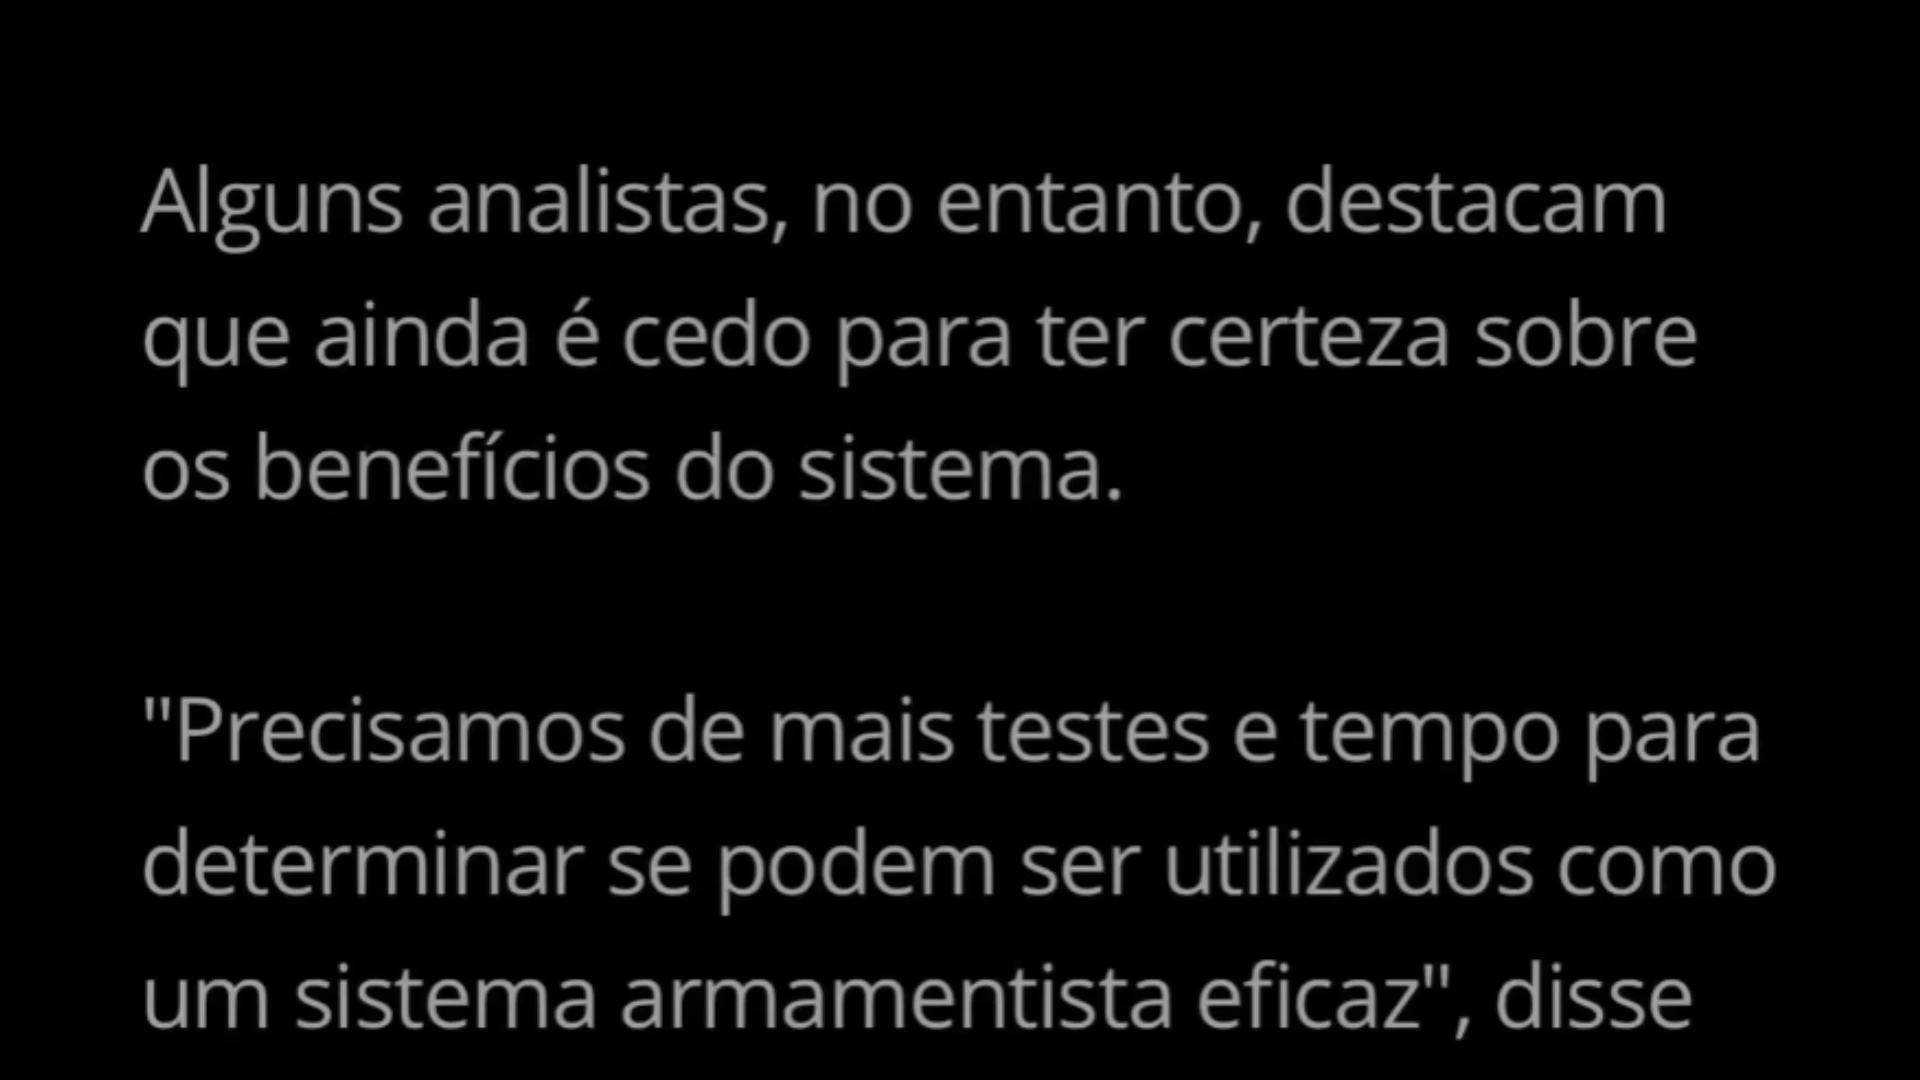 Alguns analistas, no entanto, destacam
que ainda é cedo para ter certeza sobre
os benefícios do sistema.
"Precisamos de mais testes e tempo para
determinar se podem ser utilizados como
um sistema armamentista eficaz", disse